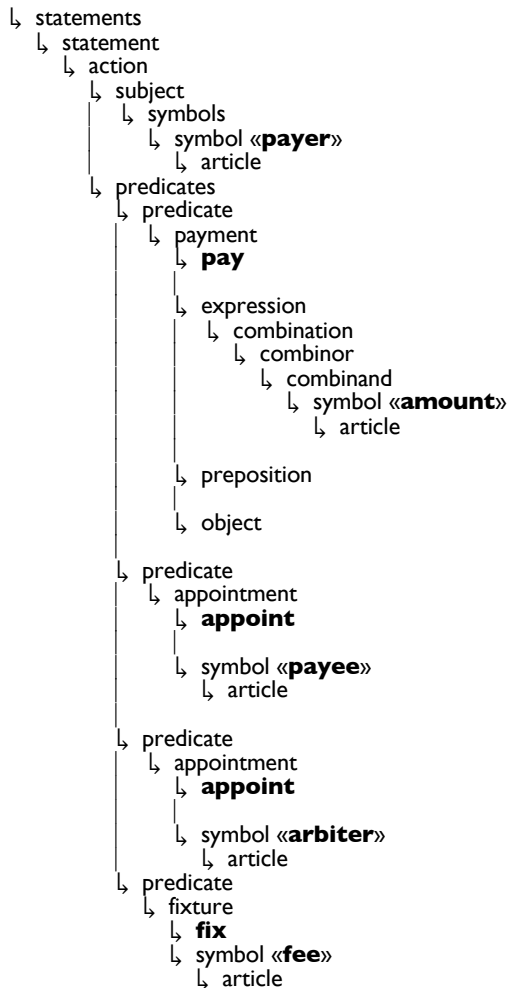 statements
statement
action
subject
symbols
symbol «payer»
article
predicates
predicate
payment
pay
expression
combination
combinor
combinand
symbol «amount»
article
preposition
object
predicate
appointment
appoint
symbol «payee»
article
predicate
appointment
appoint
symbol «arbiter»
article
predicate
fixture
fix
symbol «fee»
article